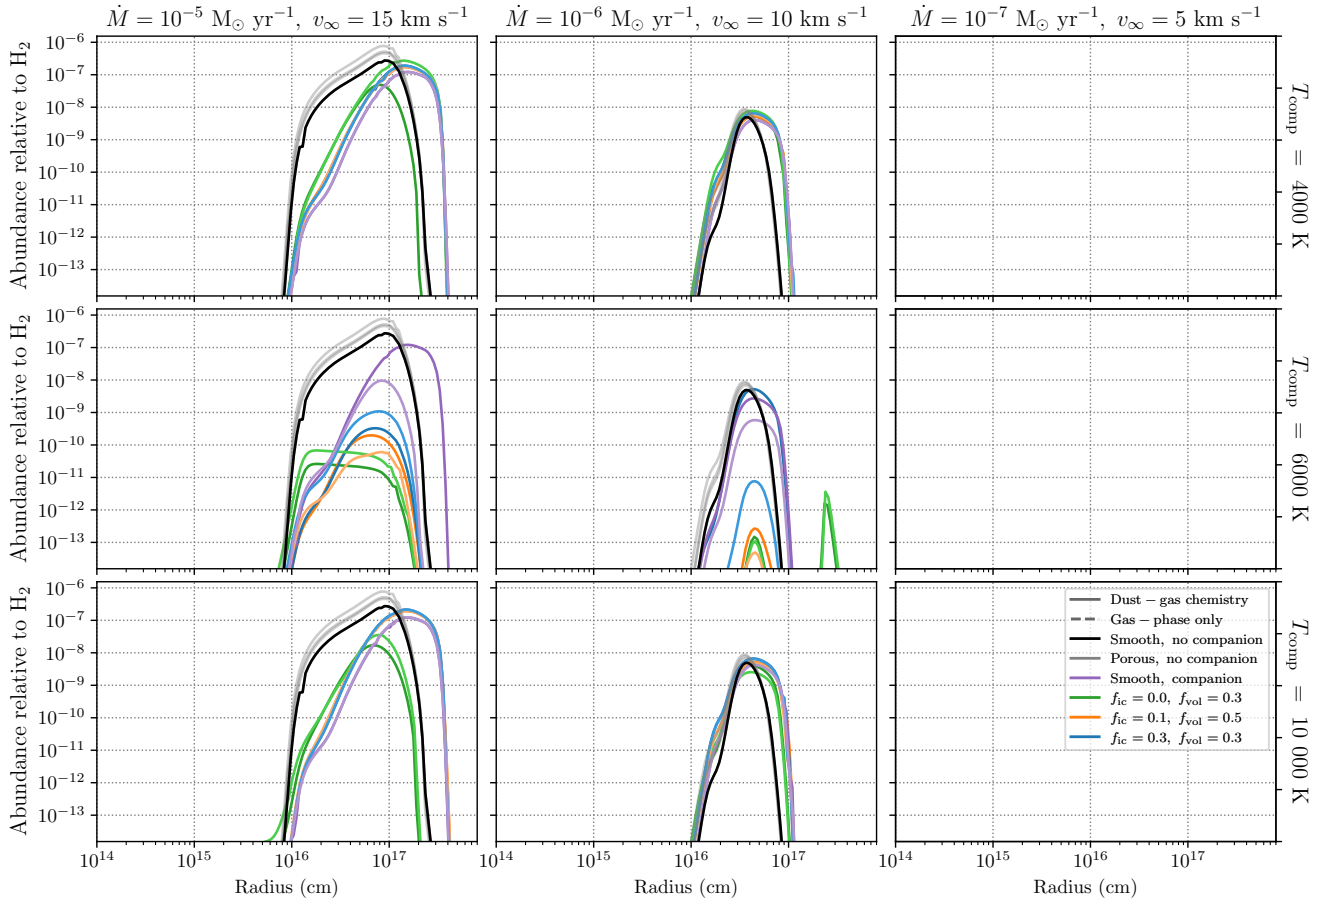 Ṁ = 10⁻⁵ M☉ yr⁻¹, v∞ = 15 km s⁻¹
Ṁ = 10⁻⁶ M☉ yr⁻¹, v∞ = 10 km s⁻¹
Ṁ = 10⁻⁷ M☉ yr⁻¹, v∞ = 5 km s⁻¹
Abundance relative to H₂
10⁻⁶
10⁻⁷
10⁻⁸
10⁻⁹
10⁻¹⁰
10⁻¹¹
10⁻¹²
10⁻¹³
T_comp = 4000 K
Abundance relative to H₂
10⁻⁶
10⁻⁷
10⁻⁸
10⁻⁹
10⁻¹⁰
10⁻¹¹
10⁻¹²
10⁻¹³
T_comp = 6000 K
Abundance relative to H₂
10⁻⁶
10⁻⁷
10⁻⁸
10⁻⁹
10⁻¹⁰
10⁻¹¹
10⁻¹²
10⁻¹³
Dust − gas chemistry
Gas − phase only
Smooth, no companion
Porous, no companion
Smooth, companion
f_ic = 0.0, f_vol = 0.3
f_ic = 0.1, f_vol = 0.5
f_ic = 0.3, f_vol = 0.3
T_comp = 10 000 K
10¹⁴ 10¹⁵ 10¹⁶ 10¹⁷
10¹⁴ 10¹⁵ 10¹⁶ 10¹⁷
10¹⁴ 10¹⁵ 10¹⁶ 10¹⁷
Radius (cm)
Radius (cm)
Radius (cm)